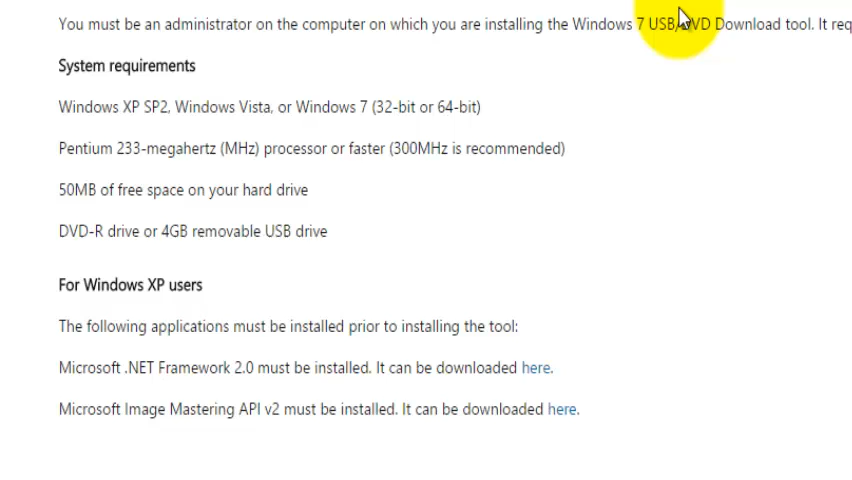 You must be an administrator on the computer on which you are installing the Windows 7 USB/DVD Download tool. It
System requirements
Windows XP SP2, Windows Vista, or Windows 7 (32-bit or 64-bit)
Pentium 233-megahertz (MHz) processor or faster (300MHz is recommended)
50MB of free space on your hard drive
DVD-R drive or 4GB removable USB drive
For Windows XP users
The following applications must be installed prior to installing the tool:
Microsoft .NET Framework 2.0 must be installed. It can be downloaded here.
Microsoft Image Mastering API v2 must be installed. It can be downloaded here.